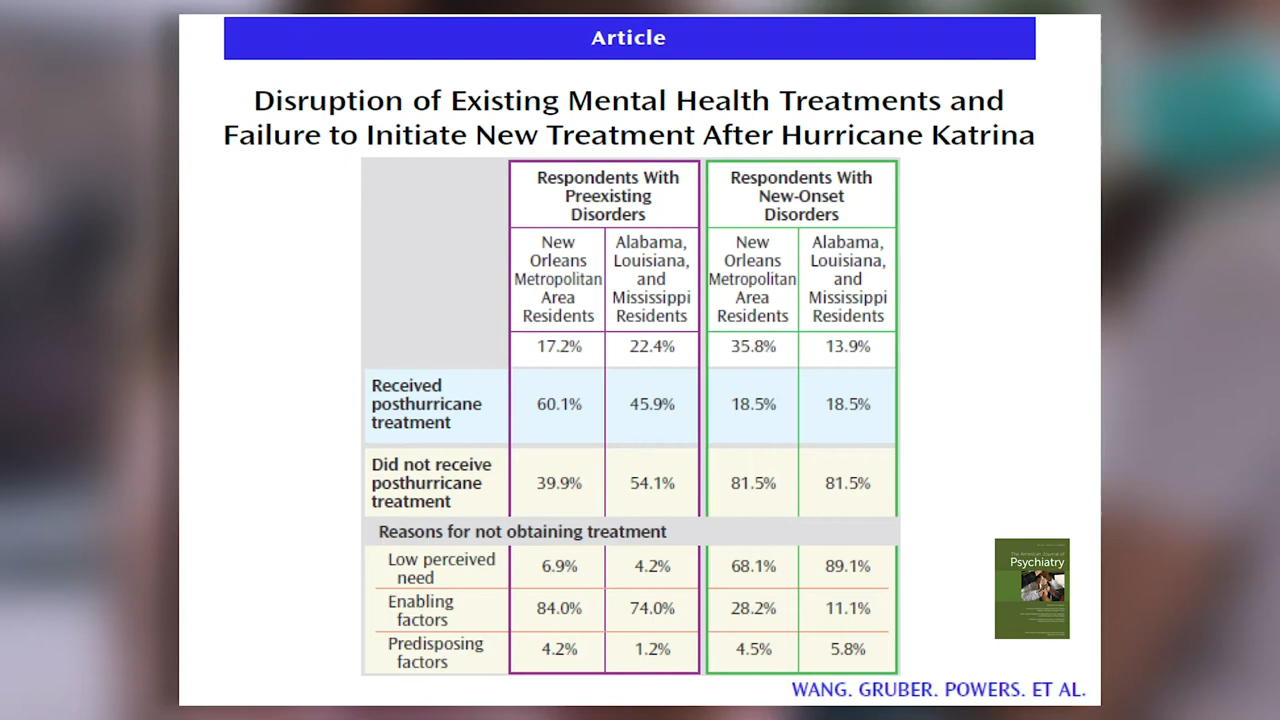 Article
Disruption of Existing Mental Health Treatments and
Failure to Initiate New Treatment After Hurricane Katrina
Respondents With
Preexisting
Disorders
Respondents With
New-Onset
Disorders
New
Orleans
Metropolitan
Area
Residents
Alabama,
Louisiana,
and
Mississippi
Residents
New
Orleans
Metropolitan
Area
Residents
Alabama,
Louisiana,
and
Mississippi
Residents
17.2% 22.4% 35.8% 13.9%
Received
posthurricane
treatment
60.1% 45.9% 18.5% 18.5%
Did not receive
posthurricane
treatment
39.9% 54.1% 81.5% 81.5%
Reasons for not obtaining treatment
Low perceived
need
6.9% 4.2% 68.1% 89.1%
Enabling
factors
84.0% 74.0% 28.2% 11.1%
Predisposing
factors
4.2% 1.2% 4.5% 5.8%
The American Journal of
Psychiatry
WANG. GRUBER. POWERS. ET AL.